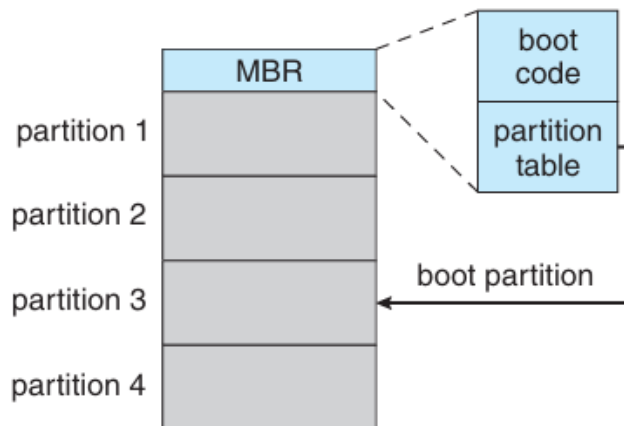 MBR
boot
code
partition
table
partition 1
partition 2
boot partition
partition 3
partition 4